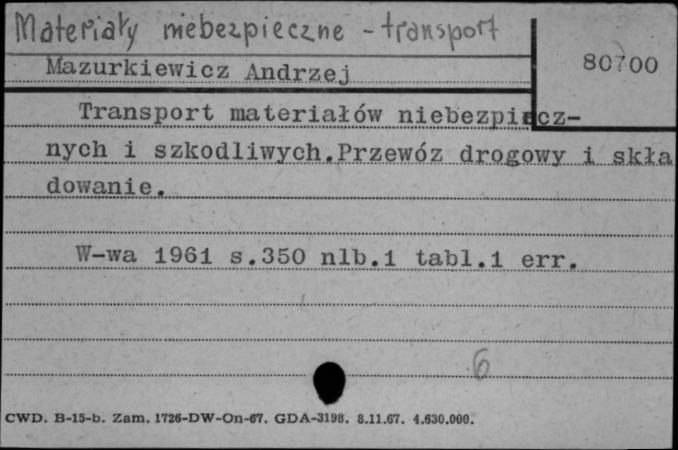 Materiały niebezpieczne - transport
80700
Mazurkiewicz Andrzej
Transport materiałów niebezpiecz-
nych i szkodliwych.Przewóz drogowy i skła
dowanie.
W-wa 1961 s.350 nlb.1 tabl.1 err.
6
CWD. B-15-b. Zam. 1726-DW-On-67. GDA-3198. 8.11.67. 4.630.000.